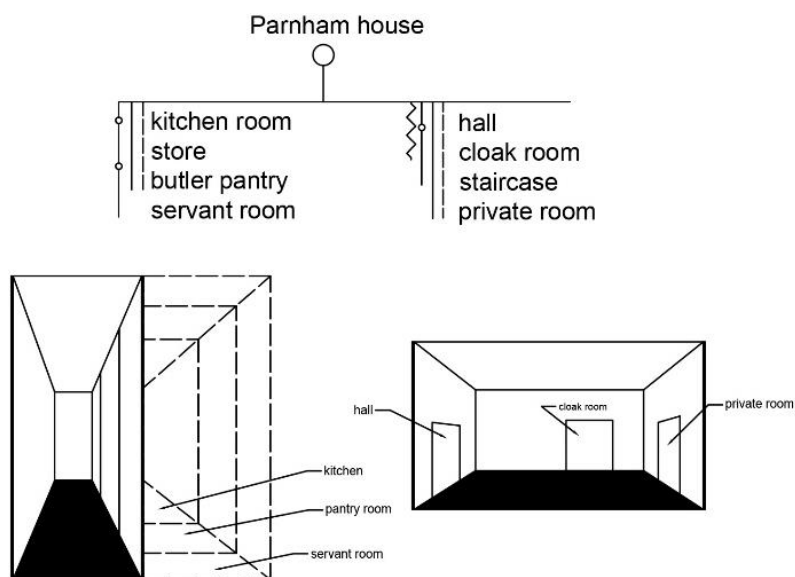 Parnham house
kitchen room
store
butler pantry
servant room
hall
cloak room
staircase
private room
kitchen
pantry room
servant room
hall
cloak room
private room